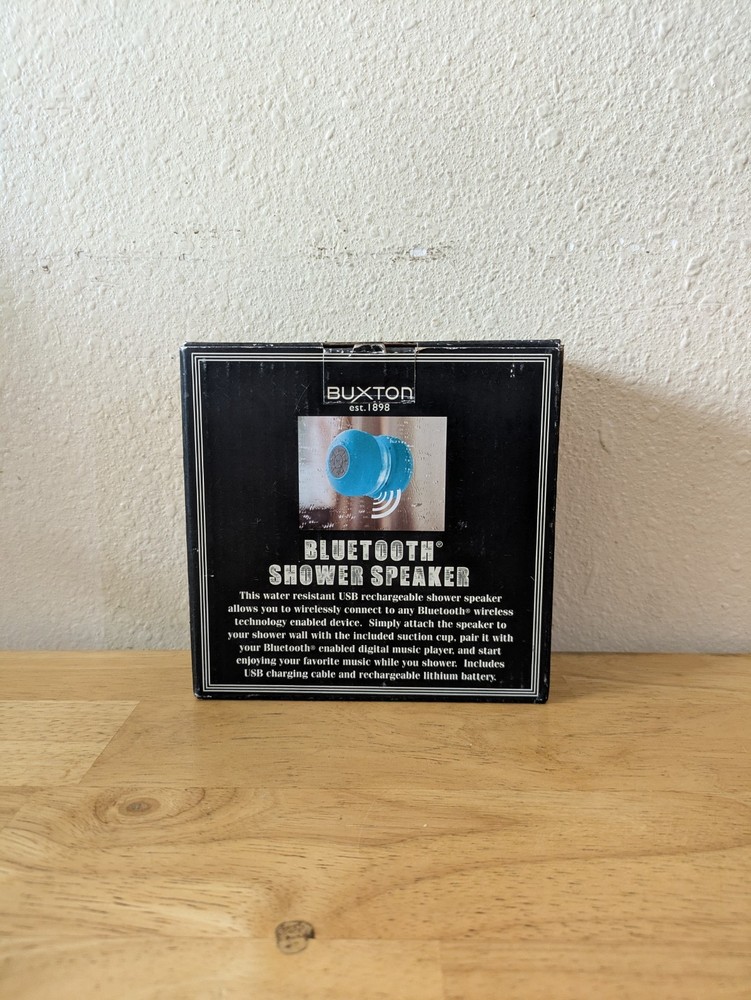 BUXTON
est.1898
BLUETOOTH®
SHOWER SPEAKER
This water resistant USB rechargeable shower speaker
allows you to wirelessly connect to any Bluetooth® wireless
technology enabled device. Simply attach the speaker to
your shower wall with the included suction cup, pair it with
your Bluetooth® enabled digital music player, and start
enjoying your favorite music while you shower. Includes
USB charging cable and rechargeable lithium battery.